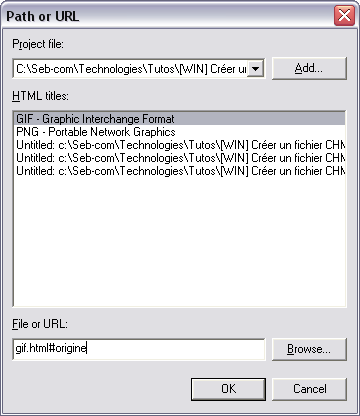 Path or URL
Project file:
C:\Seb-com\Technologies\Tutos\[WIN] Créer u
Add...
HTML titles:
GIF - Graphic Interchange Format
PNG - Portable Network Graphics
Untitled: c:\Seb-com\Technologies\Tutos\[WIN] Créer un fichier CHM
Untitled: c:\Seb-com\Technologies\Tutos\[WIN] Créer un fichier CHM
Untitled: c:\Seb-com\Technologies\Tutos\[WIN] Créer un fichier CHM
File or URL:
gif.html#origine
Browse...
OK
Cancel